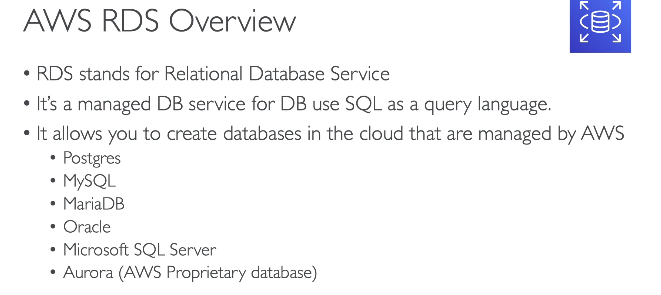 AWS RDS Overview
• RDS stands for Relational Database Service
• It's a managed DB service for DB use SQL as a query language.
• It allows you to create databases in the cloud that are managed by AWS
• Postgres
• MySQL
• MariaDB
• Oracle
• Microsoft SQL Server
• Aurora (AWS Proprietary database)